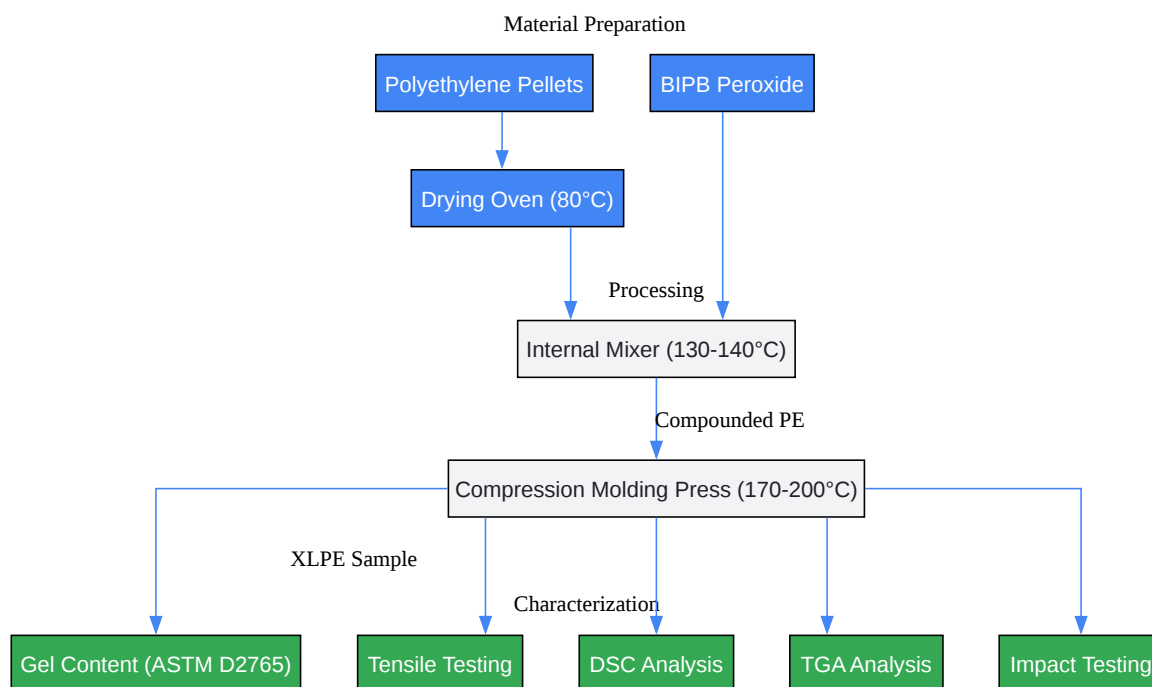 Material Preparation
Polyethylene Pellets
BIPB Peroxide
Drying Oven (80°C)
Processing
Internal Mixer (130-140°C)
Compounded PE
Compression Molding Press (170-200°C)
XLPE Sample
Characterization
Gel Content (ASTM D2765)
Tensile Testing
DSC Analysis
TGA Analysis
Impact Testing